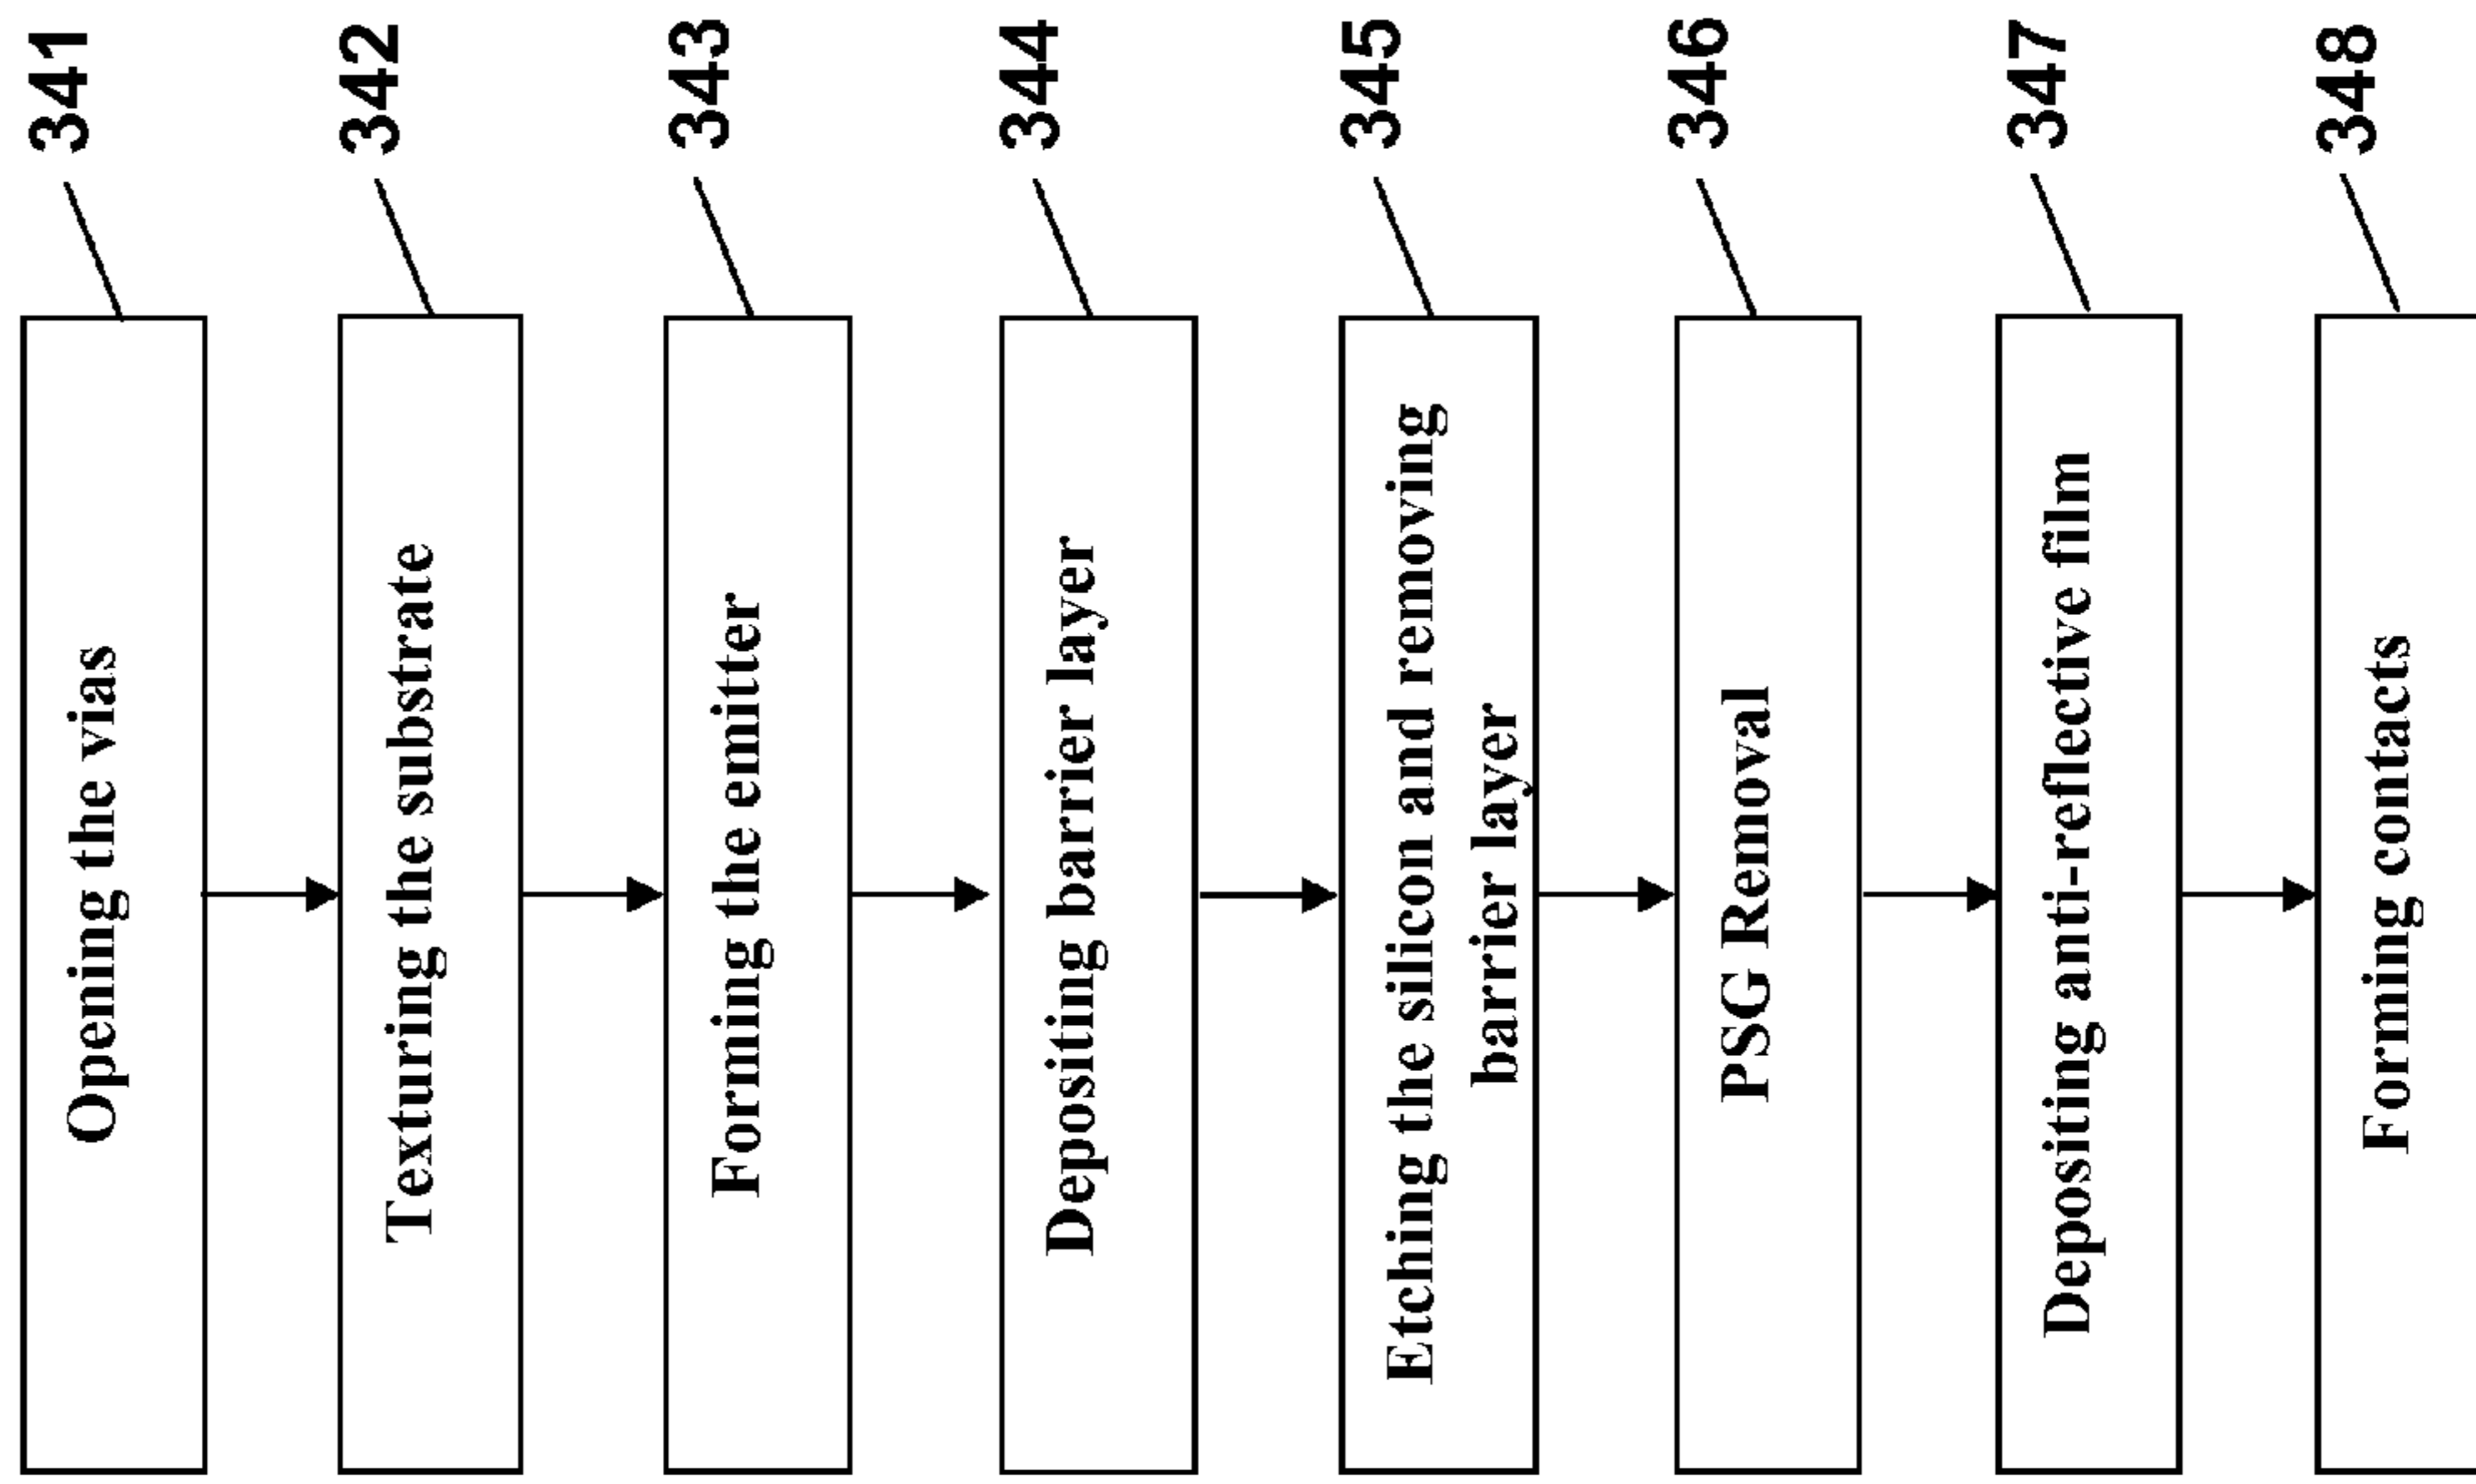 Opening the vias
341
Texturing the substrate
342
Forming the emitter
343
Depositing barrier layer
344
Etching the silicon and removing
barrier layer
345
PSG Removal
346
Depositing anti-reflective film
347
Forming contacts
348